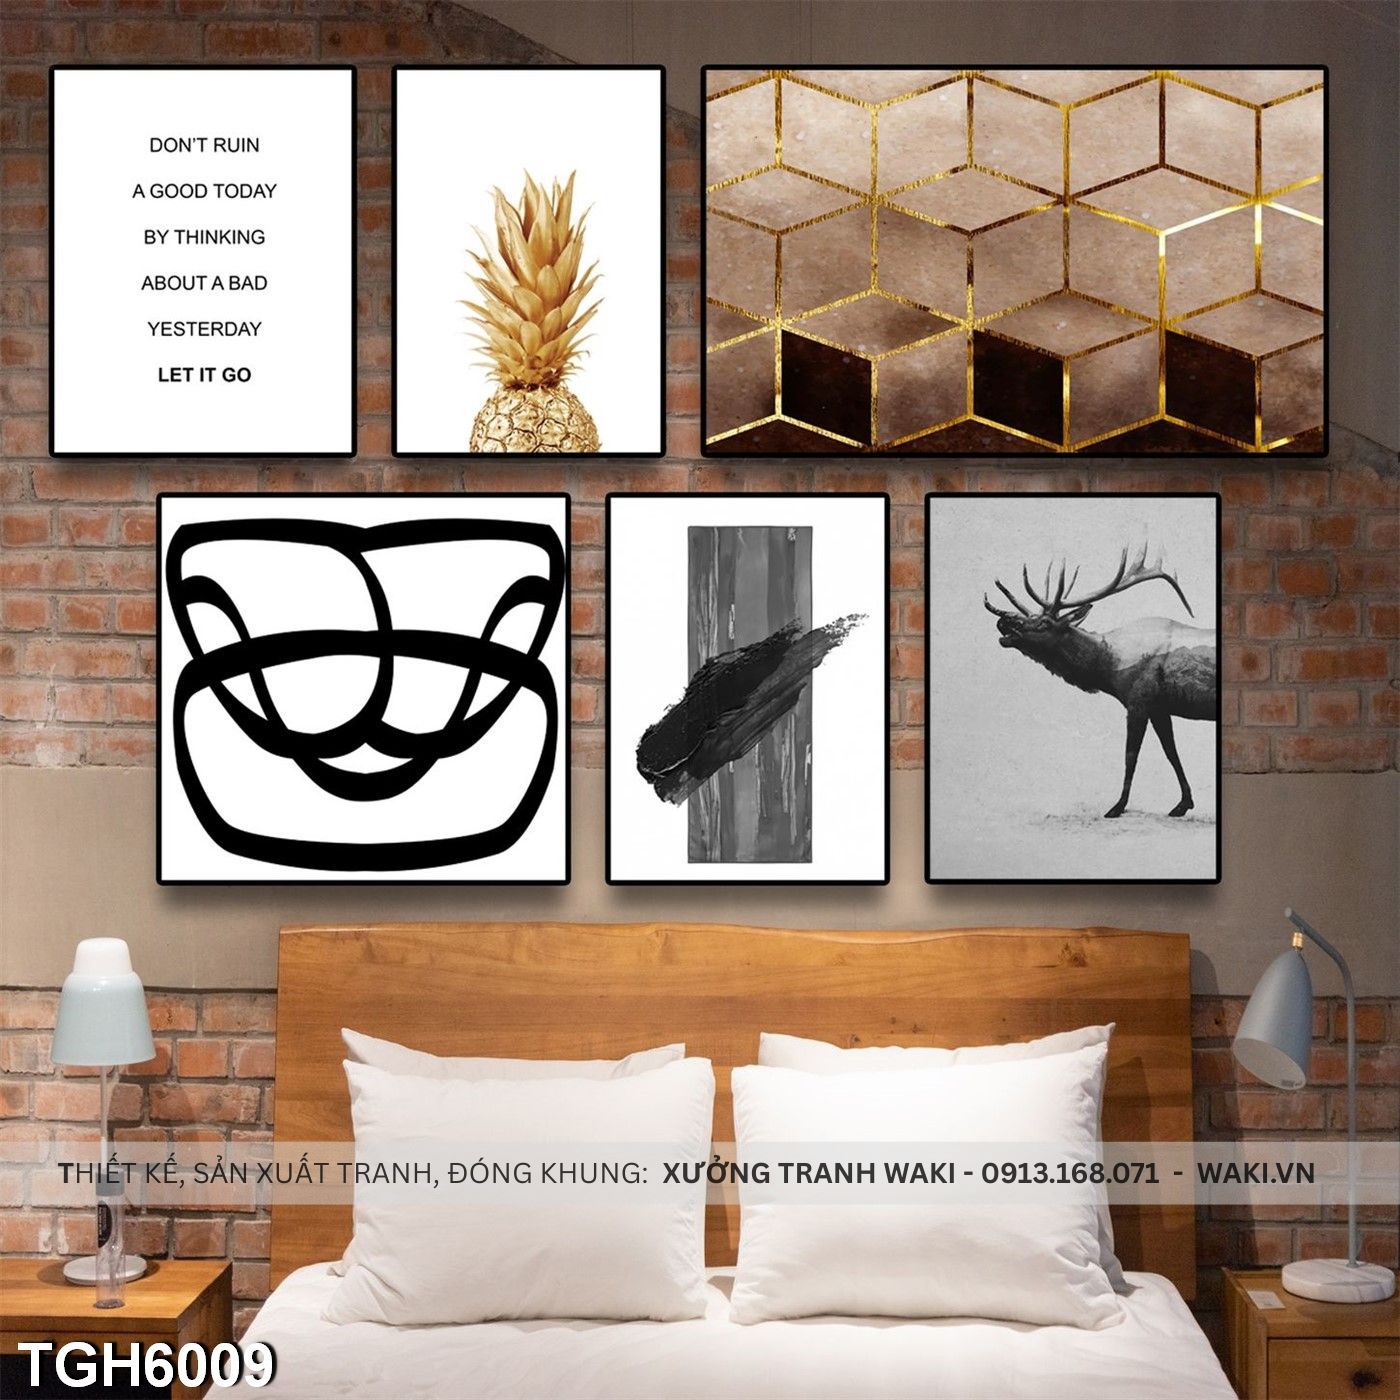 DON'T RUIN
A GOOD TODAY
BY THINKING
ABOUT A BAD
YESTERDAY
LET IT GO
THIẾT KẾ, SẢN XUẤT TRANH, ĐÓNG KHUNG: XƯỞNG TRANH WAKI - 0913.168.071 - WAKI.VN
TGH6009